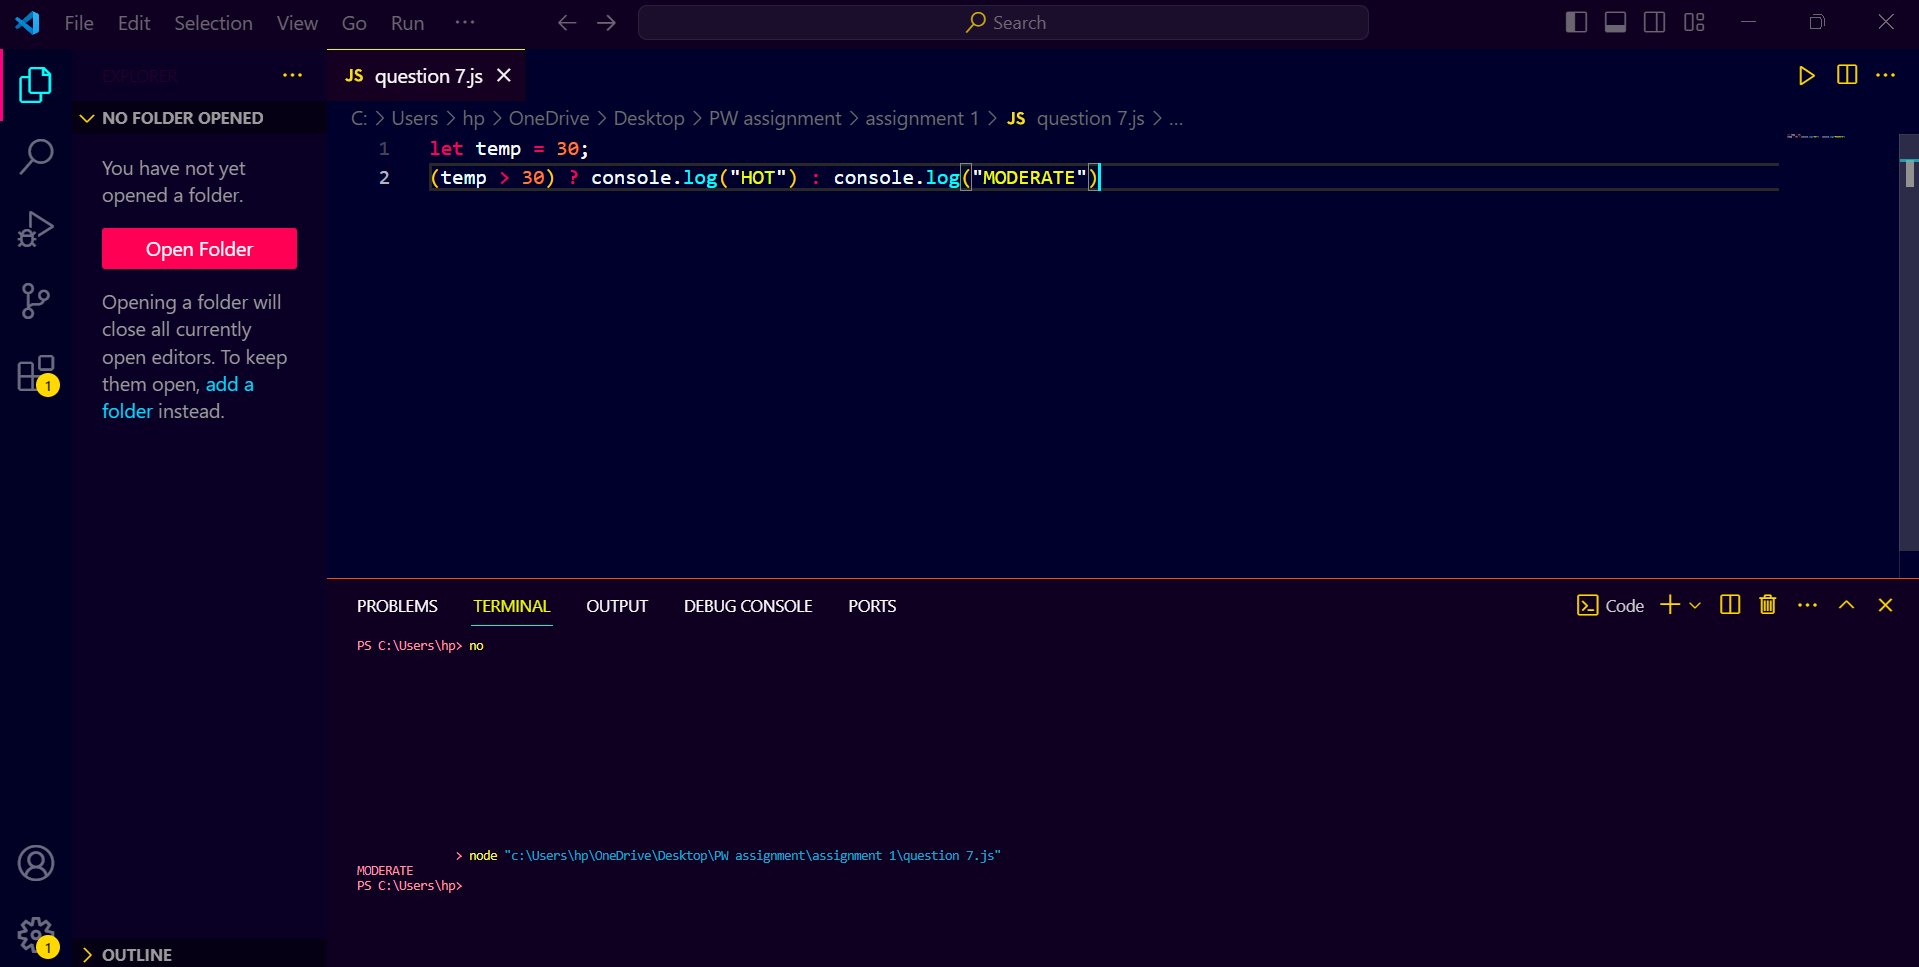 File Edit Selection View Go Run ···
Search
EXPLORER
NO FOLDER OPENED
You have not yet
opened a folder.
Open Folder
Opening a folder will
close all currently
open editors. To keep
them open, add a
folder instead.
OUTLINE
1
1
JS question 7.js
C: > Users > hp > OneDrive > Desktop > PW assignment > assignment 1 > JS question 7.js > ...
1 let temp = 30;
2 (temp > 30) ? console.log("HOT") : console.log("MODERATE")
PROBLEMS TERMINAL OUTPUT DEBUG CONSOLE PORTS
Code
PS C:\Users\hp> no
> node "c:\Users\hp\OneDrive\Desktop\PW assignment\assignment 1\question 7.js"
MODERATE
PS C:\Users\hp>